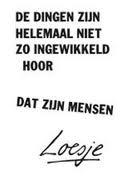 DE DINGEN ZIJN
HELEMAAL NIET
ZO INGEWIKKELD
HOOR
DAT ZIJN MENSEN
Loesje